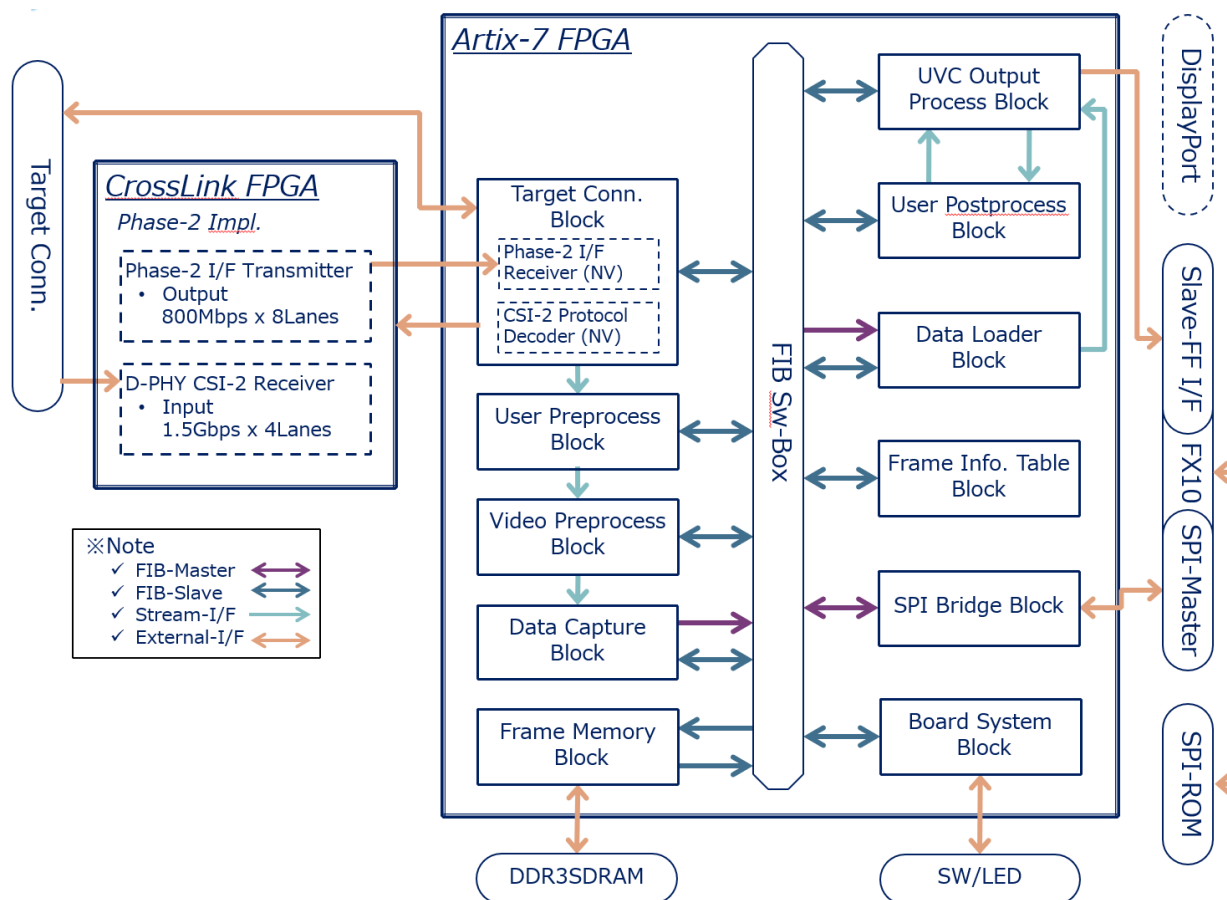 Artix-7 FPGA
Target Conn.
CrossLink FPGA
Phase-2 Impl.
Phase-2 I/F Transmitter
• Output
800Mbps x 8Lanes
D-PHY CSI-2 Receiver
• Input
1.5Gbps x 4Lanes
※Note
✓ FIB-Master
✓ FIB-Slave
✓ Stream-I/F
✓ External-I/F
Target Conn.
Block
Phase-2 I/F
Receiver (NV)
CSI-2 Protocol
Decoder (NV)
User Preprocess
Block
Video Preprocess
Block
Data Capture
Block
Frame Memory
Block
DDR3SDRAM
FIB Sw-Box
UVC Output
Process Block
User Postprocess
Block
Data Loader
Block
Frame Info. Table
Block
SPI Bridge Block
Board System
Block
SW/LED
DisplayPort
Slave-FF I/F
FX10
SPI-Master
SPI-ROM